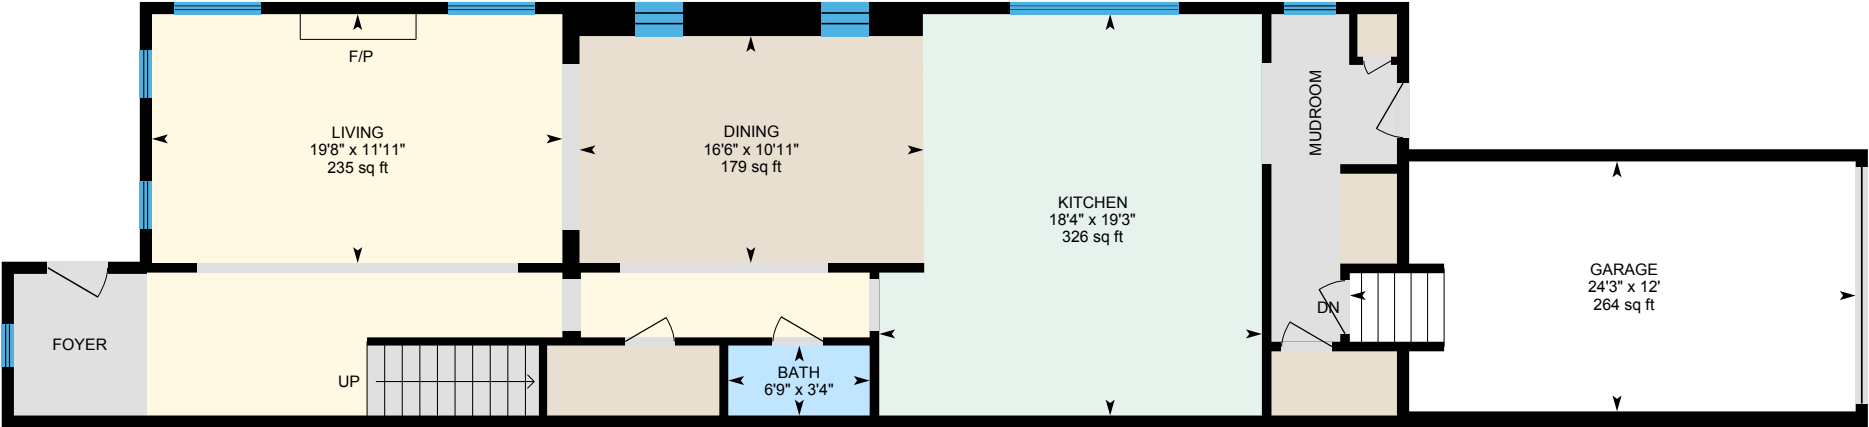 F/P
LIVING
19'8" x 11'11"
235 sq ft
DINING
16'6" x 10'11"
179 sq ft
KITCHEN
18'4" x 19'3"
326 sq ft
MUDROOM
GARAGE
24'3" x 12'
264 sq ft
DN
FOYER
UP
BATH
6'9" x 3'4"